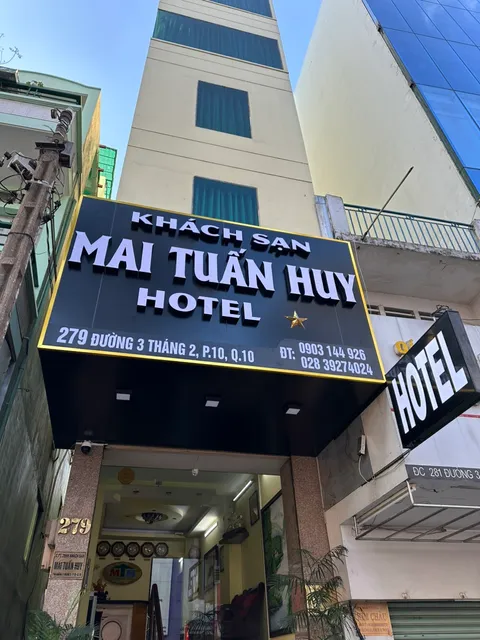 KHÁCH SẠN
MAI TUẤN HUY
HOTEL
279 ĐƯỜNG 3 THÁNG 2, P.10, Q.10
ĐT: 0903 144 926
028 39274024
HOTEL
ĐC 281 ĐƯỜNG 3
279
MAI TUẤN HUY